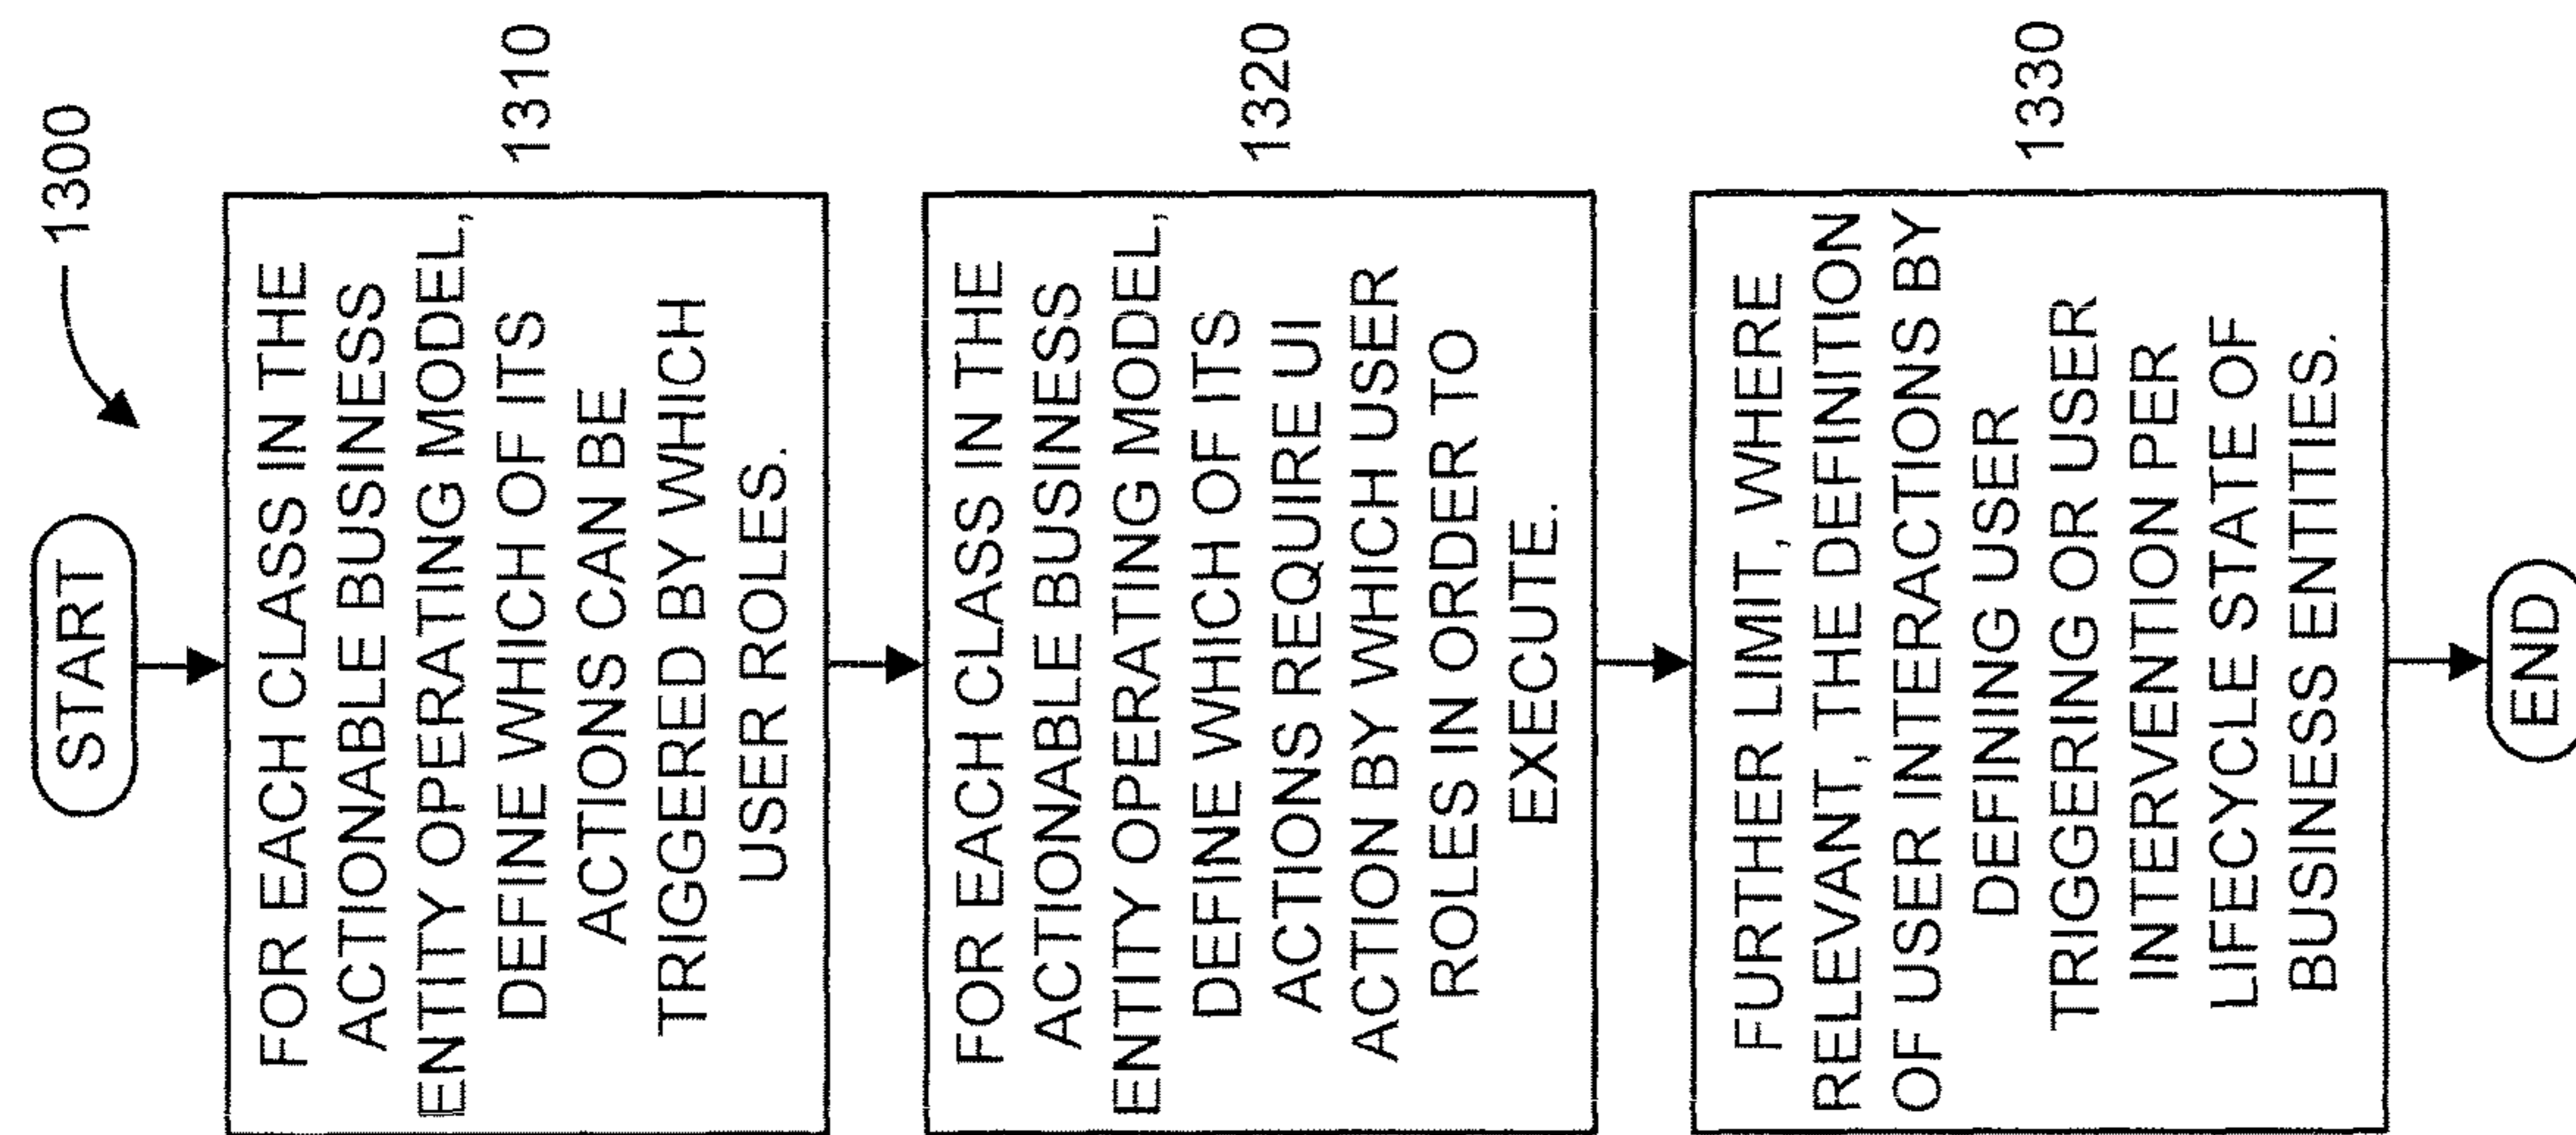 1300
START
FOR EACH CLASS IN THE
ACTIONABLE BUSINESS
ENTITY OPERATING MODEL,
DEFINE WHICH OF ITS
ACTIONS CAN BE
TRIGGERED BY WHICH
USER ROLES.
1310
FOR EACH CLASS IN THE
ACTIONABLE BUSINESS
ENTITY OPERATING MODEL,
DEFINE WHICH OF ITS
ACTIONS REQUIRE UI
ACTION BY WHICH USER
ROLES IN ORDER TO
EXECUTE.
1320
FURTHER LIMIT, WHERE
RELEVANT, THE DEFINITION
OF USER INTERACTIONS BY
DEFINING USER
TRIGGERING OR USER
INTERVENTION PER
LIFECYCLE STATE OF
BUSINESS ENTITIES.
1330
END